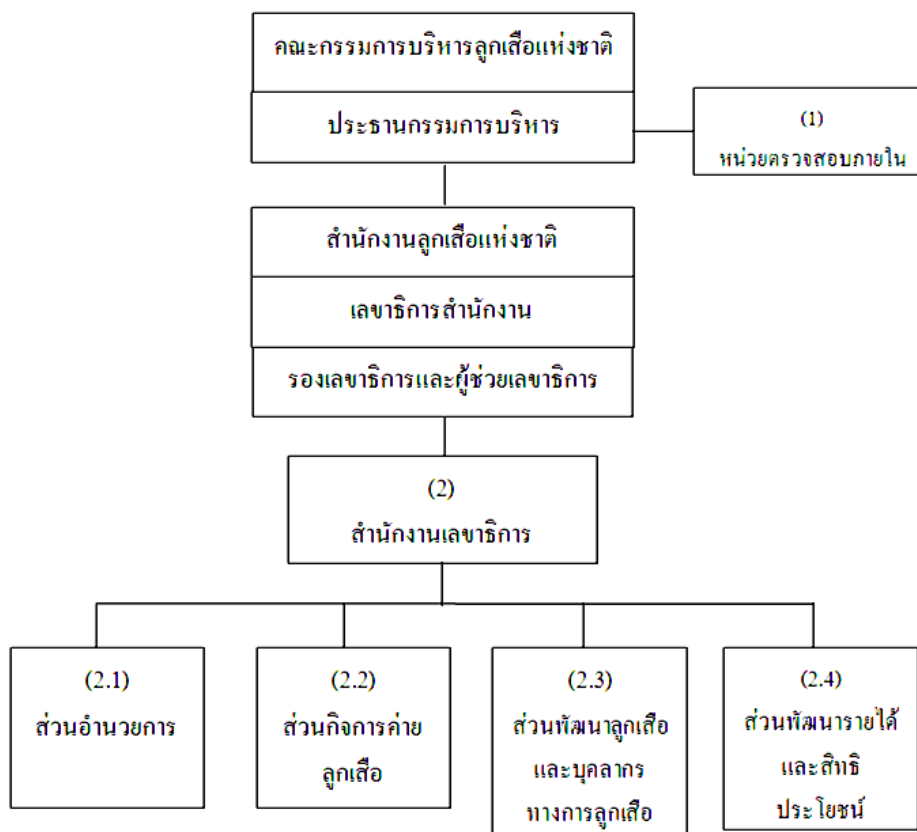 คณะกรรมการบริหารลูกเสือแห่งชาติ
ประธานกรรมการบริหาร
(1)
หน่วยตรวจสอบภายใน
สำนักงานลูกเสือแห่งชาติ
เลขาธิการสำนักงาน
รองเลขาธิการและผู้ช่วยเลขาธิการ
(2)
สำนักงานเลขาธิการ
(2.1)
ส่วนอำนวยการ
(2.2)
ส่วนกิจการค่าย
ลูกเสือ
(2.3)
ส่วนพัฒนาลูกเสือ
และบุคลากร
ทางการลูกเสือ
(2.4)
ส่วนพัฒนารายได้
และสิทธิ
ประโยชน์